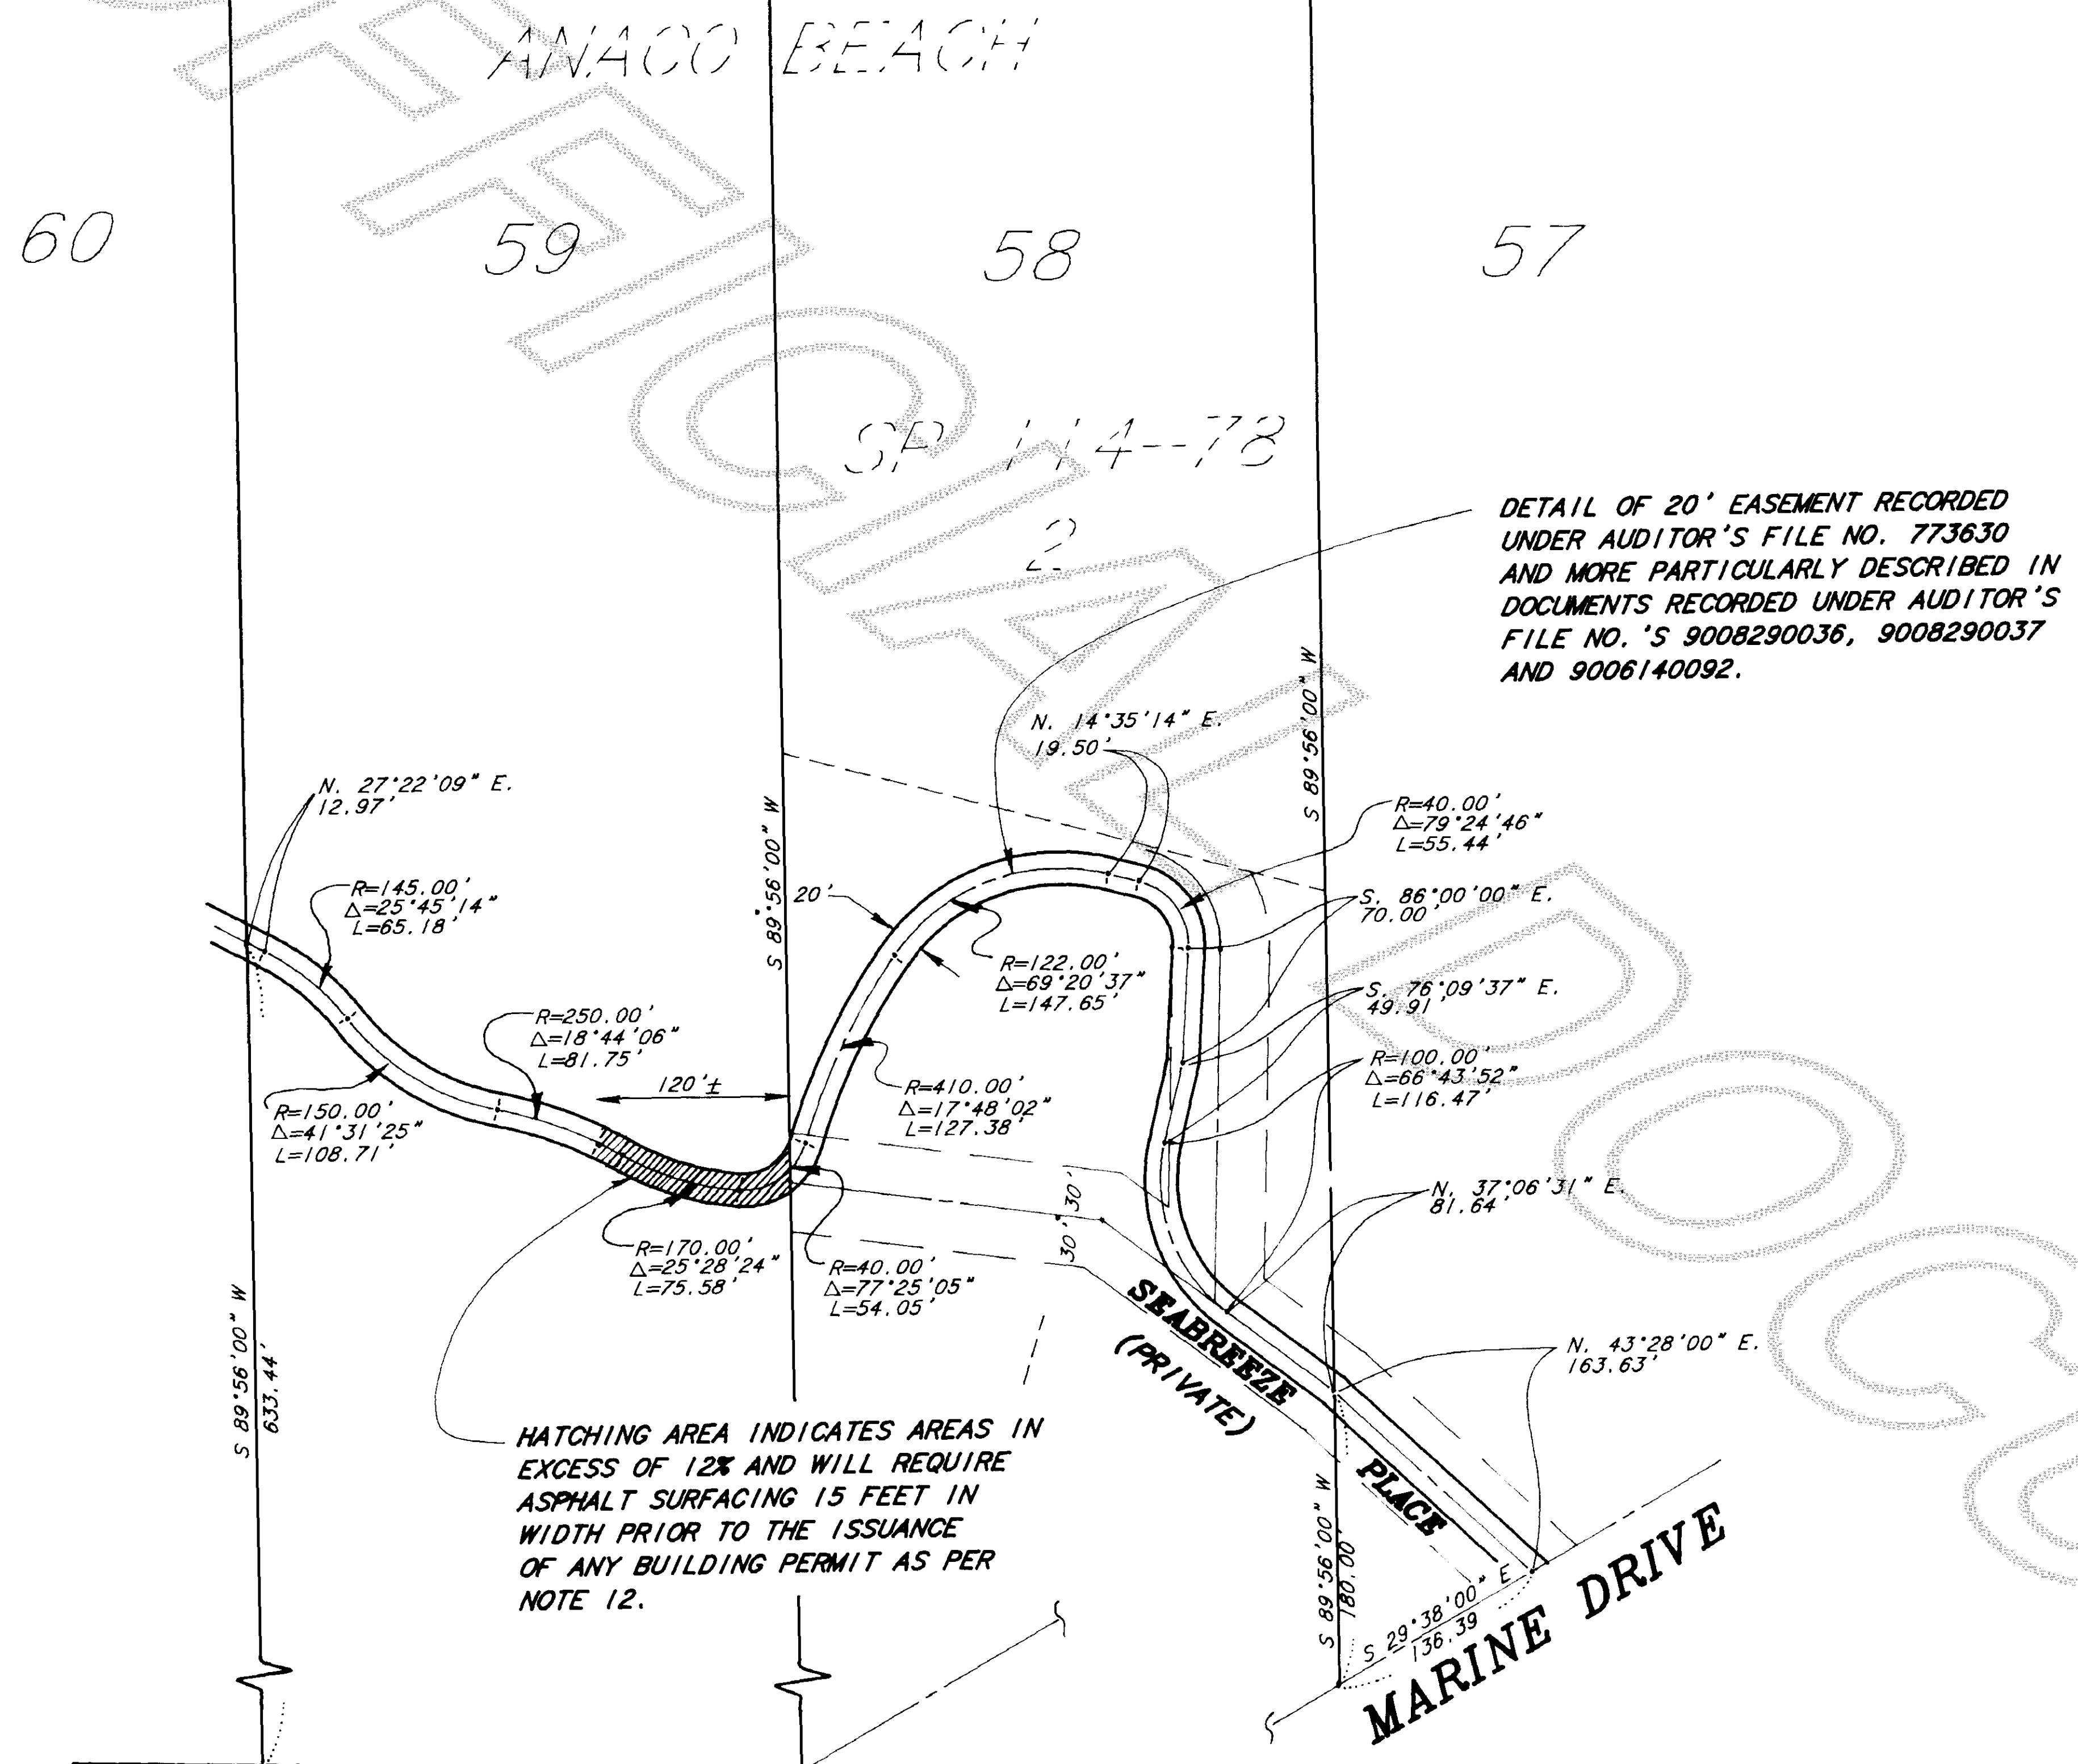 ANACO BEACH
60
59
58
57
SP 114-78
2
DETAIL OF 20' EASEMENT RECORDED
UNDER AUDITOR'S FILE NO. 773630
AND MORE PARTICULARLY DESCRIBED IN
DOCUMENTS RECORDED UNDER AUDITOR'S
FILE NO.'S 9008290036, 9008290037
AND 9006140092.
S 89°56'00" W
N. 14°35'14" E.
19.50'
N. 27°22'09" E.
12.97'
S 89°56'00" W
R=40.00'
Δ=79°24'46"
L=55.44'
R=145.00'
Δ=25°45'14"
L=65.18'
20'
S. 86°00'00" E.
70.00'
R=122.00'
Δ=69°20'37"
L=147.65'
S. 76°09'37" E.
49.91'
R=250.00'
Δ=18°44'06"
L=81.75'
120'±
R=410.00'
Δ=17°48'02"
L=127.38'
R=100.00'
Δ=66°43'52"
L=116.47'
R=150.00'
Δ=41°31'25"
L=108.71'
30' 30'
N. 37°06'31" E.
81.64'
R=170.00'
Δ=25°28'24"
L=75.58'
R=40.00'
Δ=77°25'05"
L=54.05'
SEABREEZE PLACE
(PRIVATE)
S 89°56'00" W
633.44'
N. 43°28'00" E.
163.63'
HATCHING AREA INDICATES AREAS IN
EXCESS OF 12% AND WILL REQUIRE
ASPHALT SURFACING 15 FEET IN
WIDTH PRIOR TO THE ISSUANCE
OF ANY BUILDING PERMIT AS PER
NOTE 12.
S 89°56'00" W
180.00'
S 29°38'00" E
136.39
MARINE DRIVE